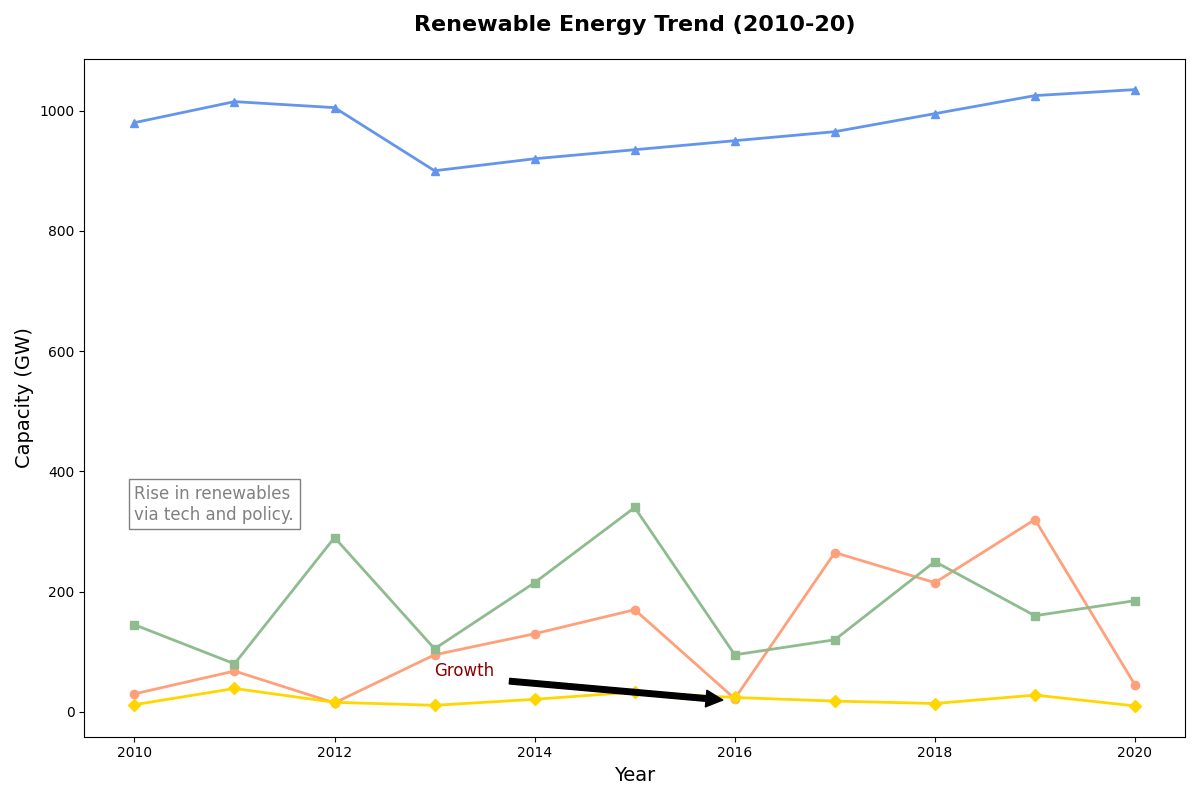 Renewable Energy Trend (2010-20)
Capacity (GW)
1000
800
600
400
200
0
Rise in renewables
via tech and policy.
Growth
2010
2012
2014
2016
2018
2020
Year